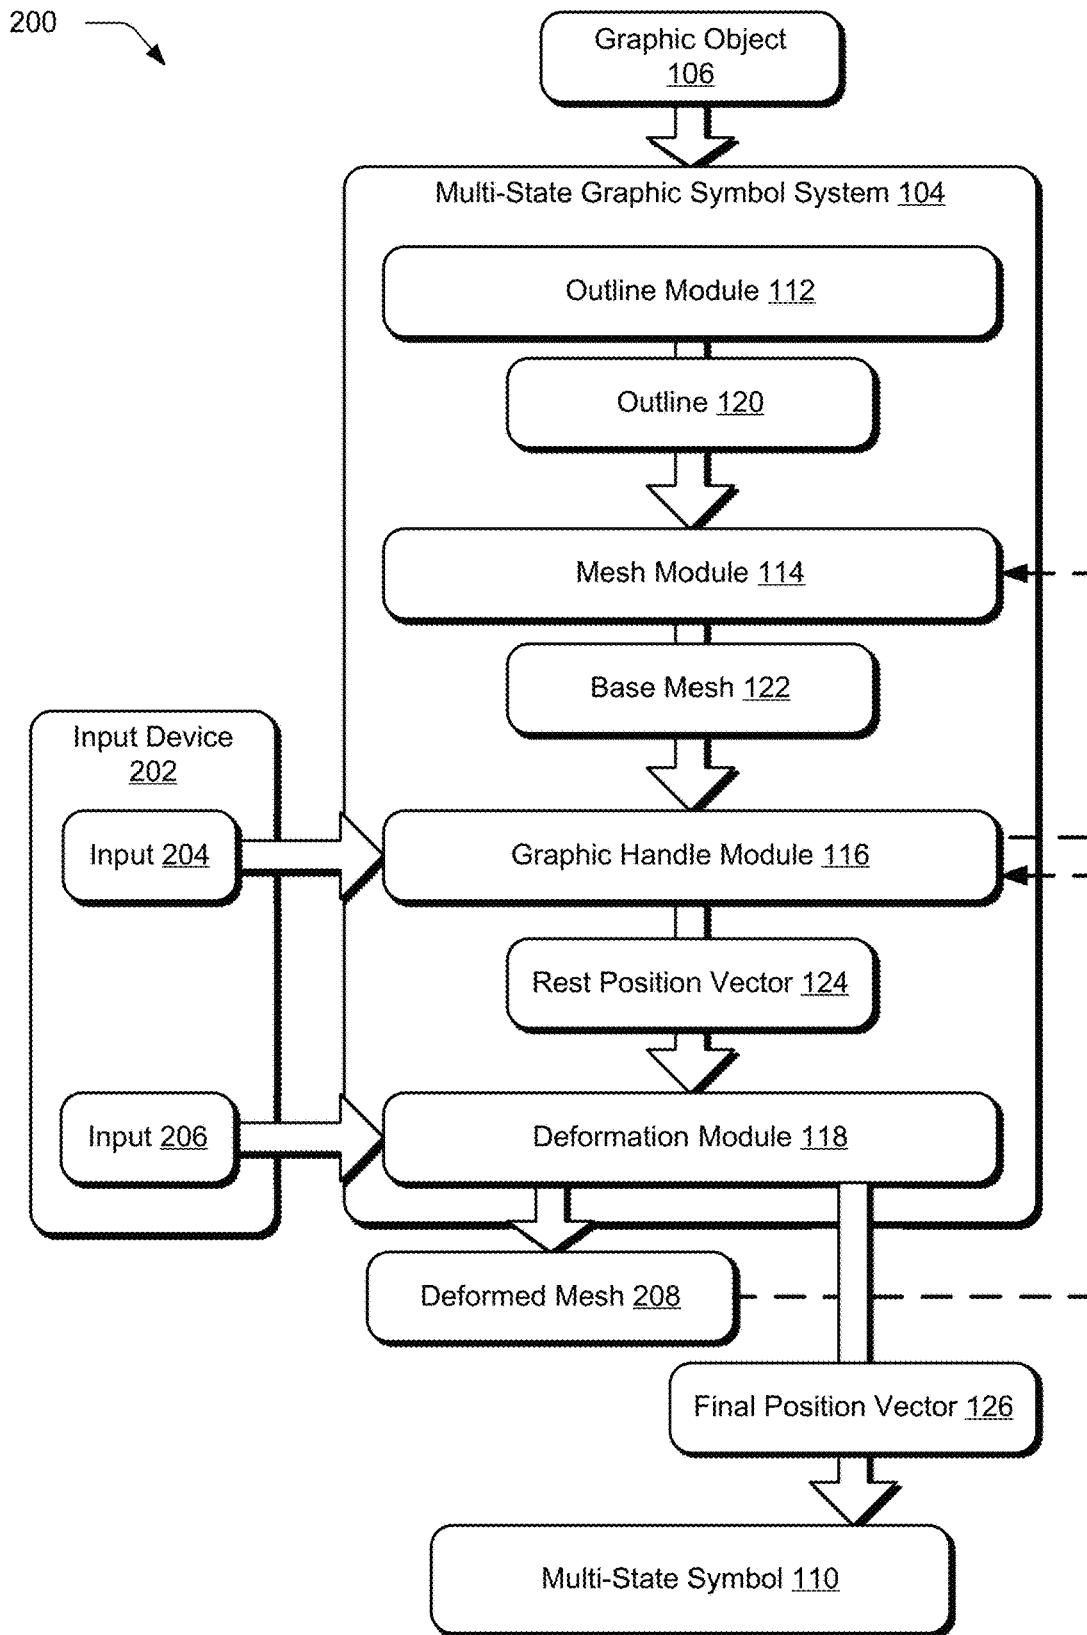 200
Graphic Object
106
Multi-State Graphic Symbol System 104
Outline Module 112
Outline 120
Mesh Module 114
Base Mesh 122
Input Device
202
Input 204
Graphic Handle Module 116
Rest Position Vector 124
Input 206
Deformation Module 118
Deformed Mesh 208
Final Position Vector 126
Multi-State Symbol 110